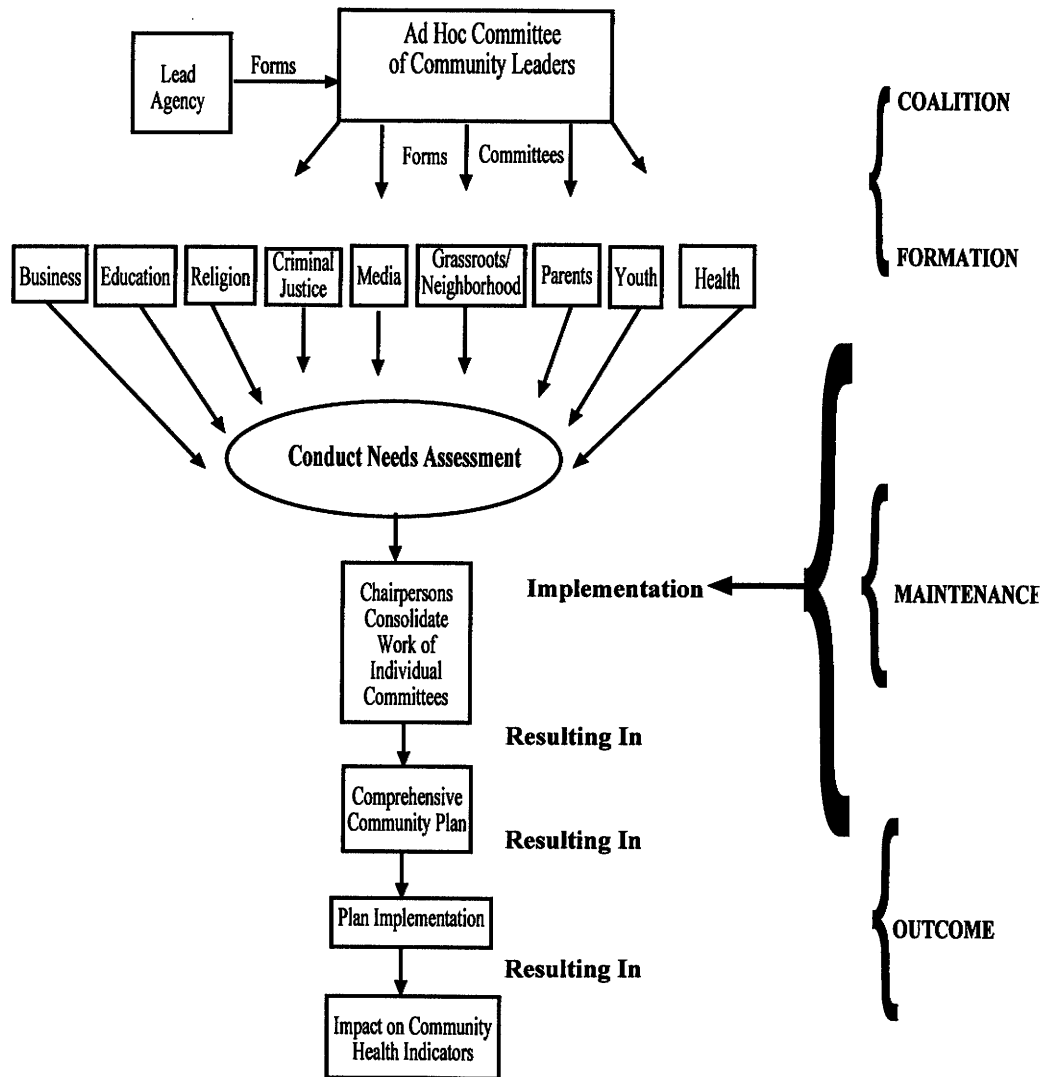 Ad Hoc Committee
of Community Leaders
Lead
Agency
Forms
Forms
Committees
COALITION
FORMATION
Business
Education
Religion
Criminal
Justice
Media
Grassroots/
Neighborhood
Parents
Youth
Health
Conduct Needs Assessment
Chairpersons
Consolidate
Work of
Individual
Committees
Implementation
MAINTENANCE
Resulting In
Comprehensive
Community Plan
Resulting In
Plan Implementation
OUTCOME
Resulting In
Impact on Community
Health Indicators